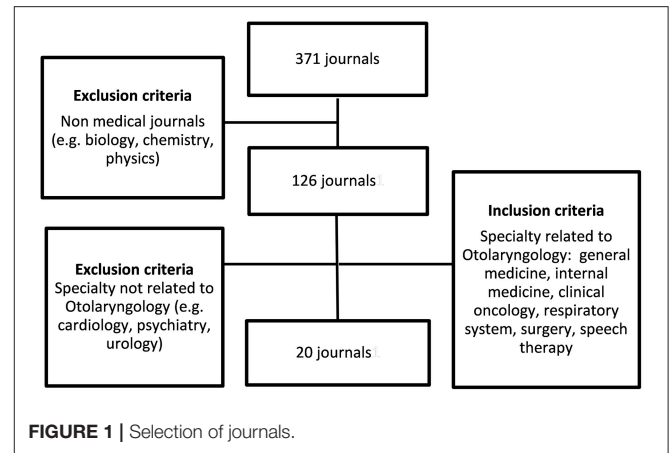 371 journals
Exclusion criteria
Non medical journals
(e.g. biology, chemistry,
physics)
126 journals
Exclusion criteria
Specialty not related to
Otolaryngology (e.g.
cardiology, psychiatry,
urology)
Inclusion criteria
Specialty related to
Otolaryngology: general
medicine, internal
medicine, clinical
oncology, respiratory
system, surgery, speech
therapy
20 journals
FIGURE 1 | Selection of journals.